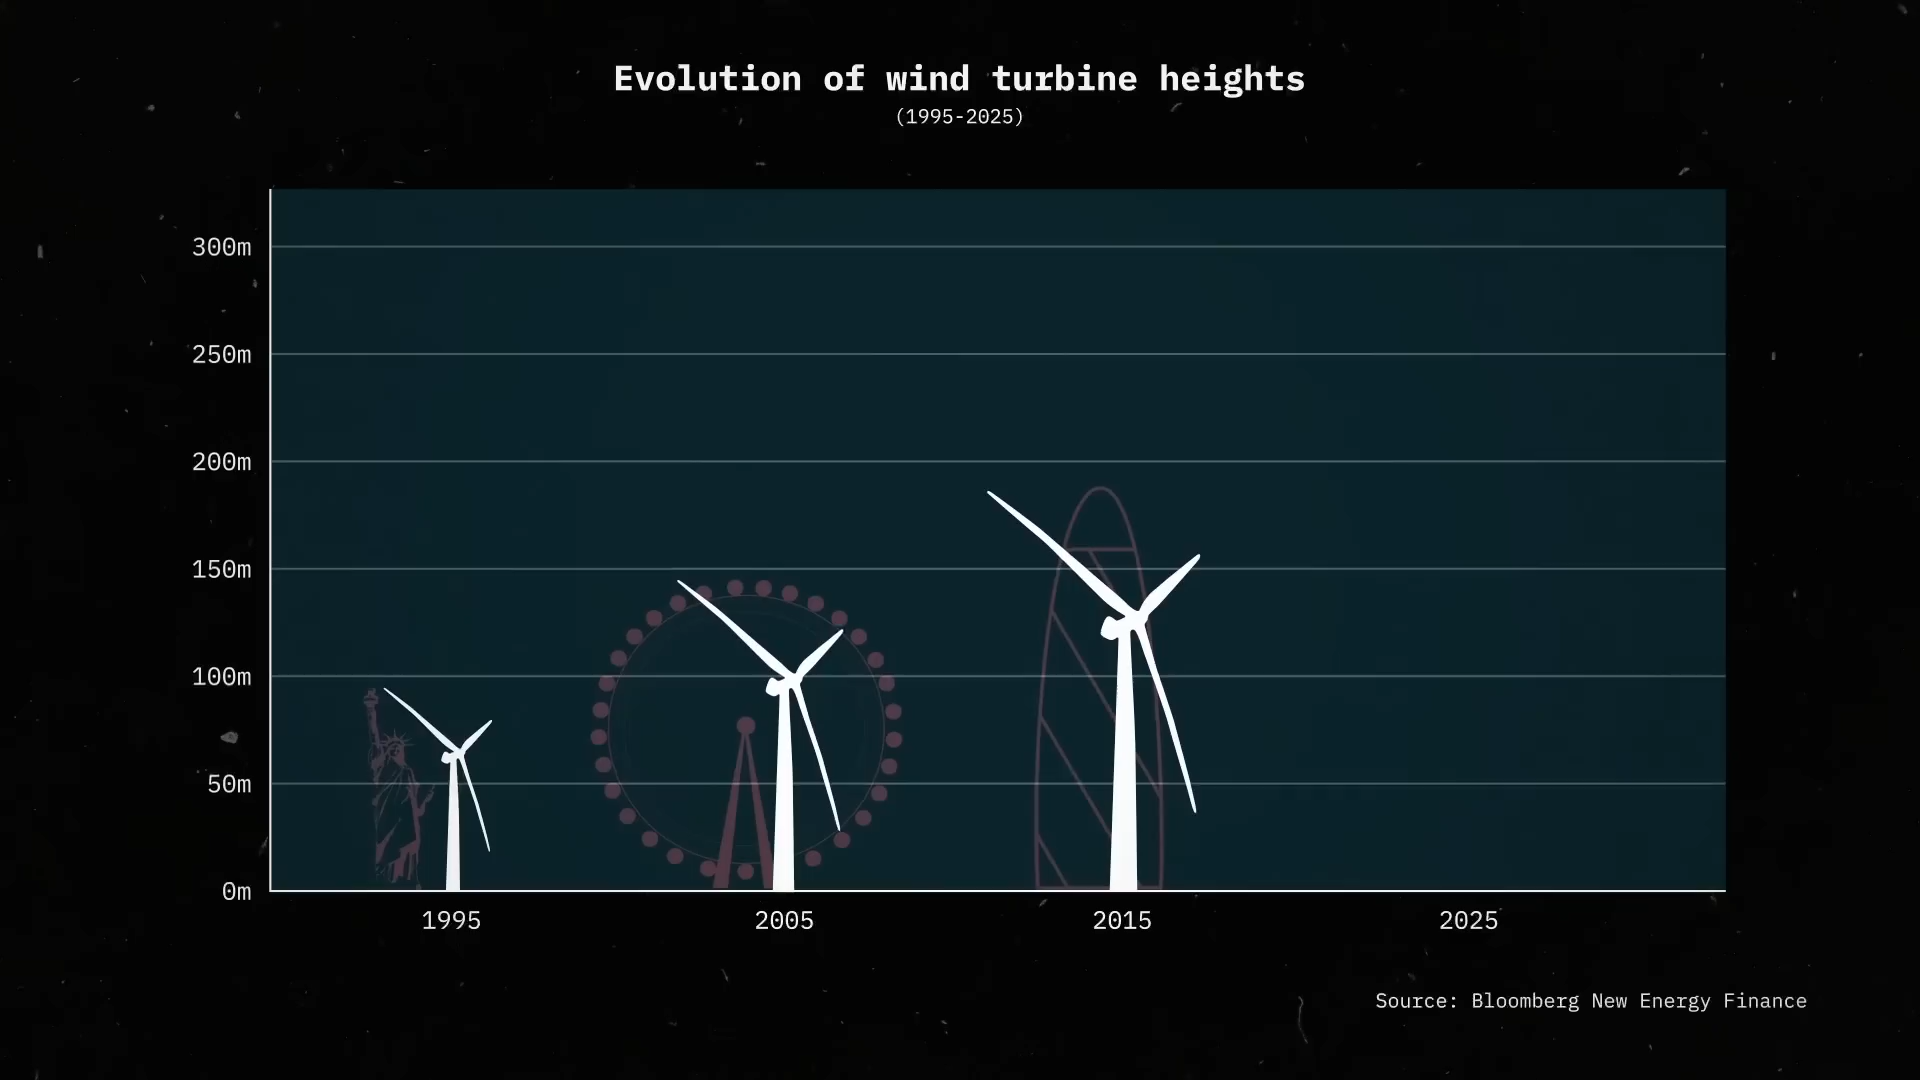 Evolution of wind turbine heights
(1995-2025)
300m
250m
200m
150m
100m
50m
0m
1995
2005
2015
2025
Source: Bloomberg New Energy Finance